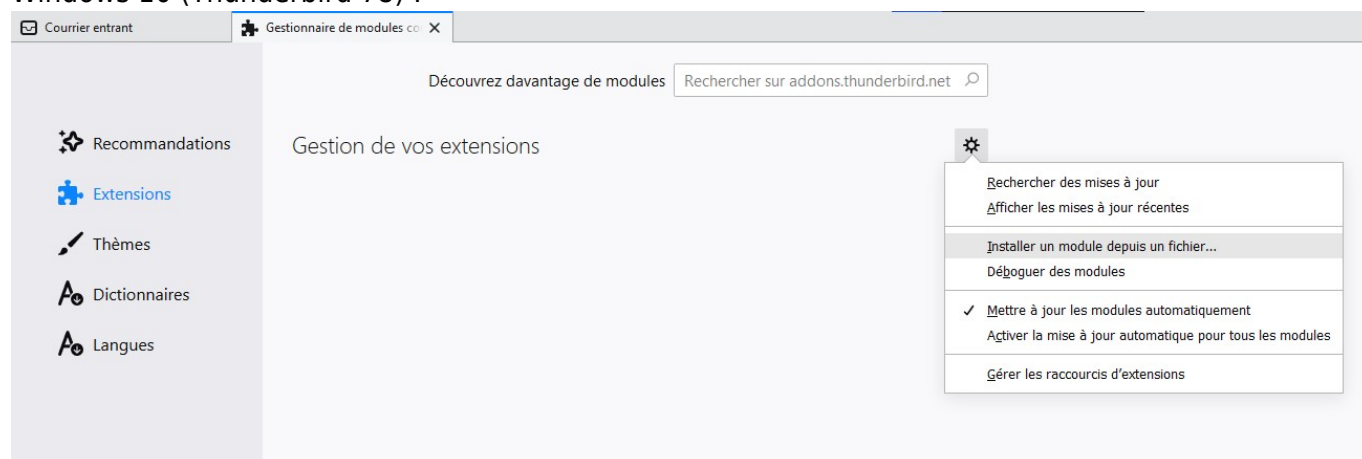 Windows 10 (Thunderbird 78) :
Courrier entrant
Gestionnaire de modules co
Découvrez davantage de modules
Rechercher sur addons.thunderbird.net
Recommandations
Gestion de vos extensions
Extensions
Thèmes
Dictionnaires
Langues
Rechercher des mises à jour
Afficher les mises à jour récentes
Installer un module depuis un fichier...
Déboguer des modules
Mettre à jour les modules automatiquement
Activer la mise à jour automatique pour tous les modules
Gérer les raccourcis d’extensions